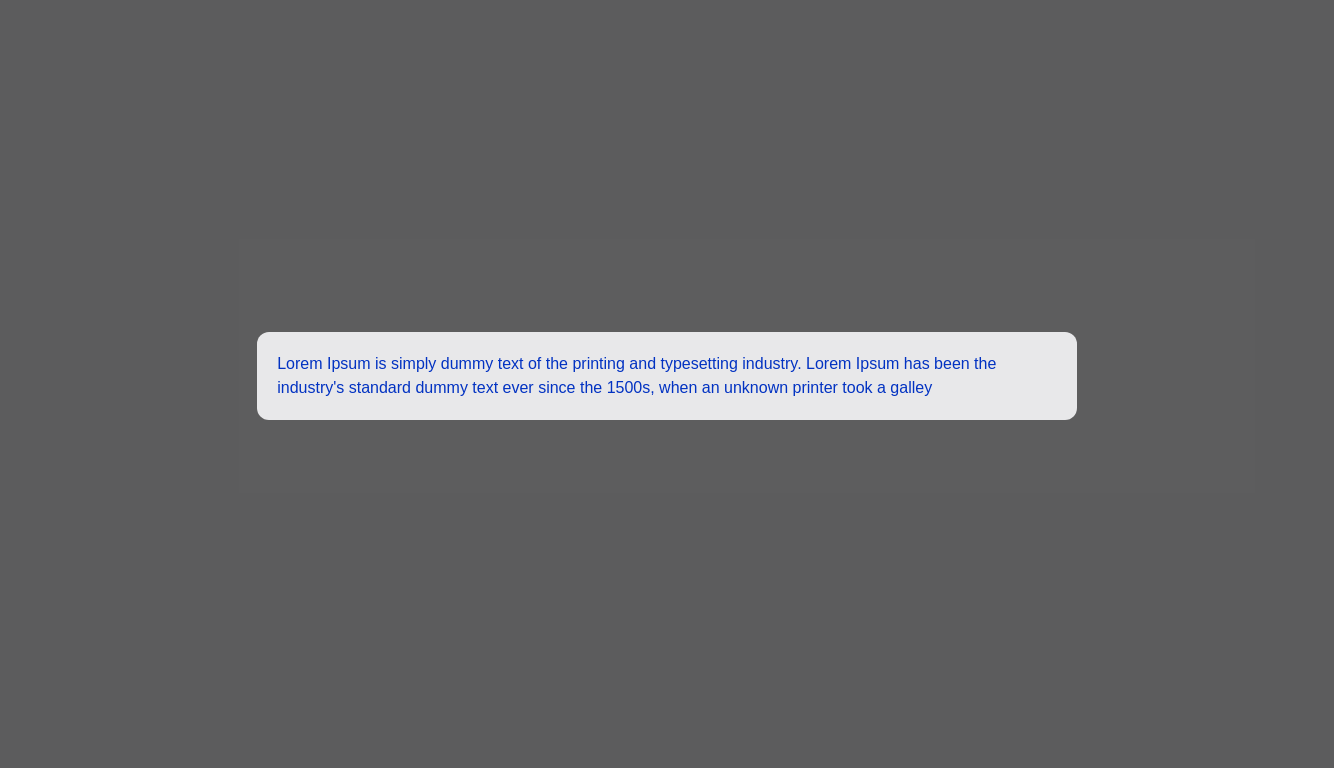 Lorem Ipsum is simply dummy text of the printing and typesetting industry. Lorem Ipsum has been the
industry's standard dummy text ever since the 1500s, when an unknown printer took a galley